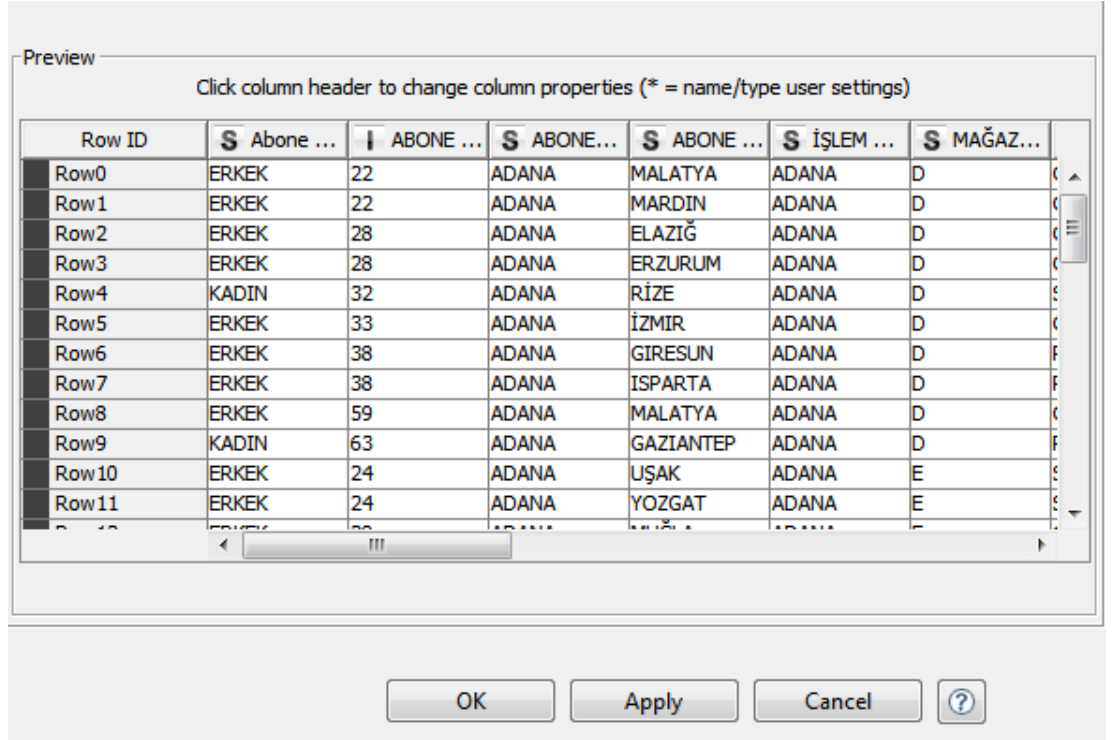 Preview
Click column header to change column properties (* = name/type user settings)
Row ID S Abone ... I ABONE ... S ABONE... S ABONE ... S İŞLEM ... S MAĞAZ...
Row0 ERKEK 22 ADANA MALATYA ADANA D
Row1 ERKEK 22 ADANA MARDIN ADANA D
Row2 ERKEK 28 ADANA ELAZIĞ ADANA D
Row3 ERKEK 28 ADANA ERZURUM ADANA D
Row4 KADIN 32 ADANA RİZE ADANA D
Row5 ERKEK 33 ADANA İZMIR ADANA D
Row6 ERKEK 38 ADANA GIRESUN ADANA D
Row7 ERKEK 38 ADANA ISPARTA ADANA D
Row8 ERKEK 59 ADANA MALATYA ADANA D
Row9 KADIN 63 ADANA GAZIANTEP ADANA D
Row10 ERKEK 24 ADANA UŞAK ADANA E
Row11 ERKEK 24 ADANA YOZGAT ADANA E
OK Apply Cancel ?